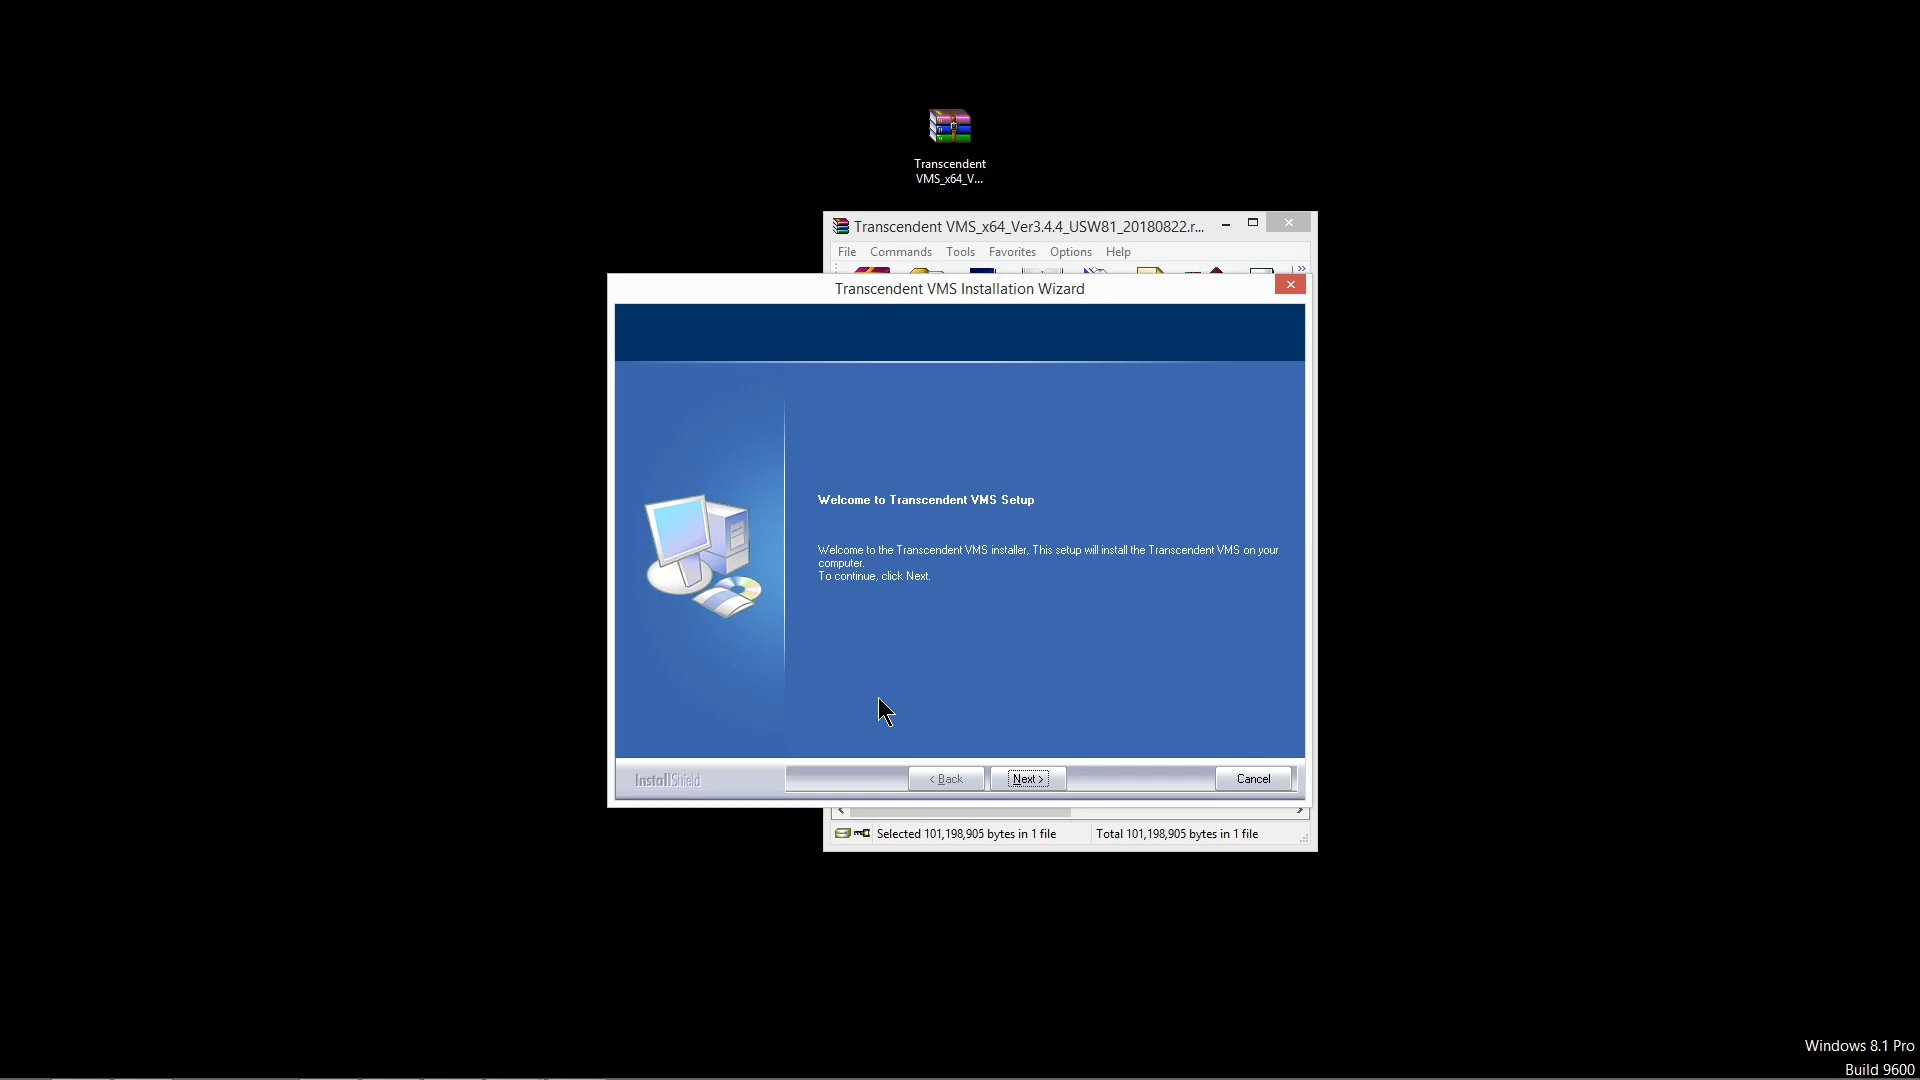 Transcendent
VMS_x64_V...
Transcendent VMS_x64_Ver3.4.4_USW81_20180822.r...
File Commands Tools Favorites Options Help
Transcendent VMS Installation Wizard
Welcome to Transcendent VMS Setup
Welcome to the Transcendent VMS installer, This setup will install the Transcendent VMS on your
computer.
To continue, click Next.
InstallShield
< Back Next > Cancel
Selected 101,198,905 bytes in 1 file Total 101,198,905 bytes in 1 file
Windows 8.1 Pro
Build 9600